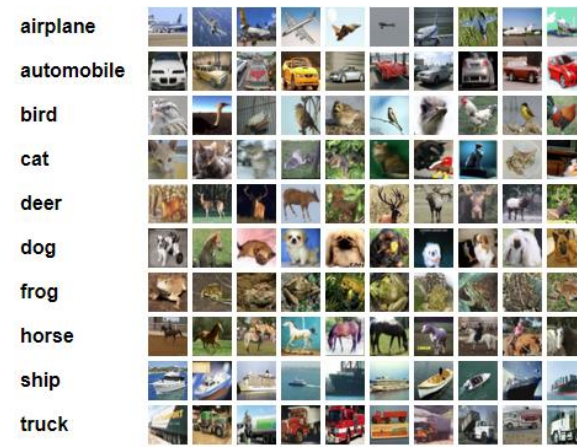 airplane
automobile
bird
cat
deer
dog
frog
horse
ship
truck